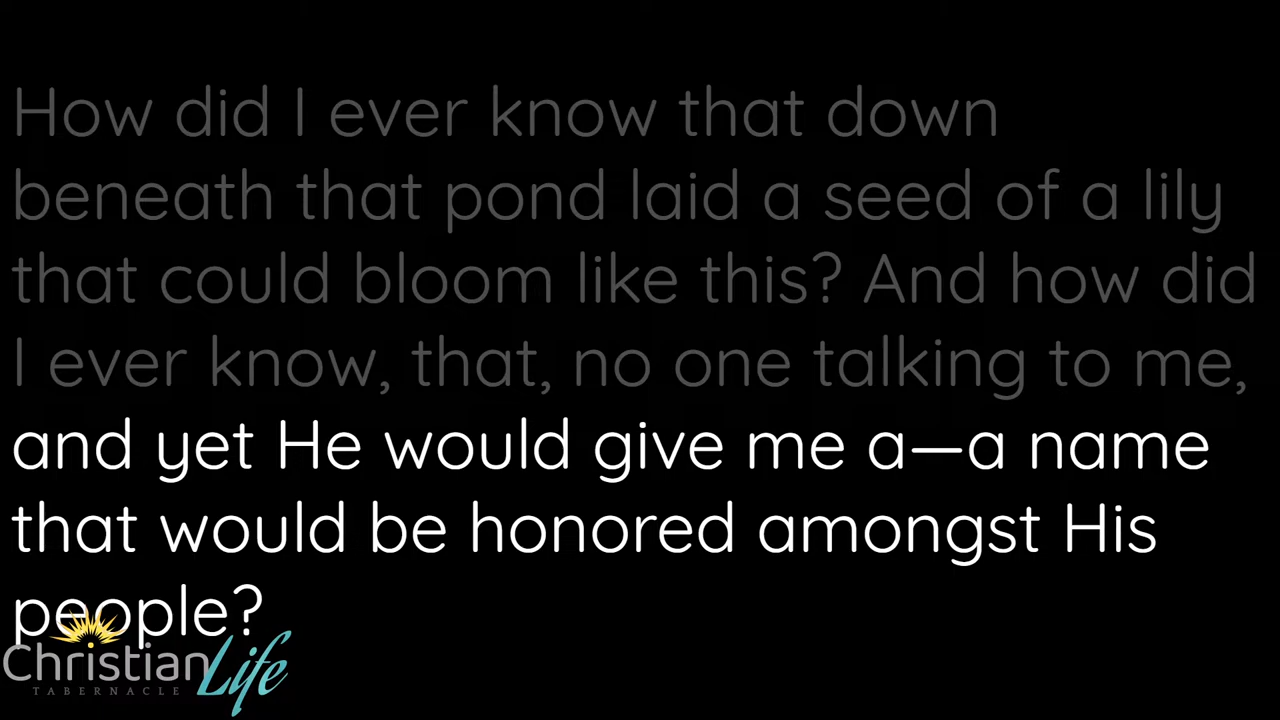 How did I ever know that down
beneath that pond laid a seed of a lily
that could bloom like this? And how did
I ever know, that, no one talking to me,
and yet He would give me a—a name
that would be honored amongst His
people?
Christian Life
TABERNACLE